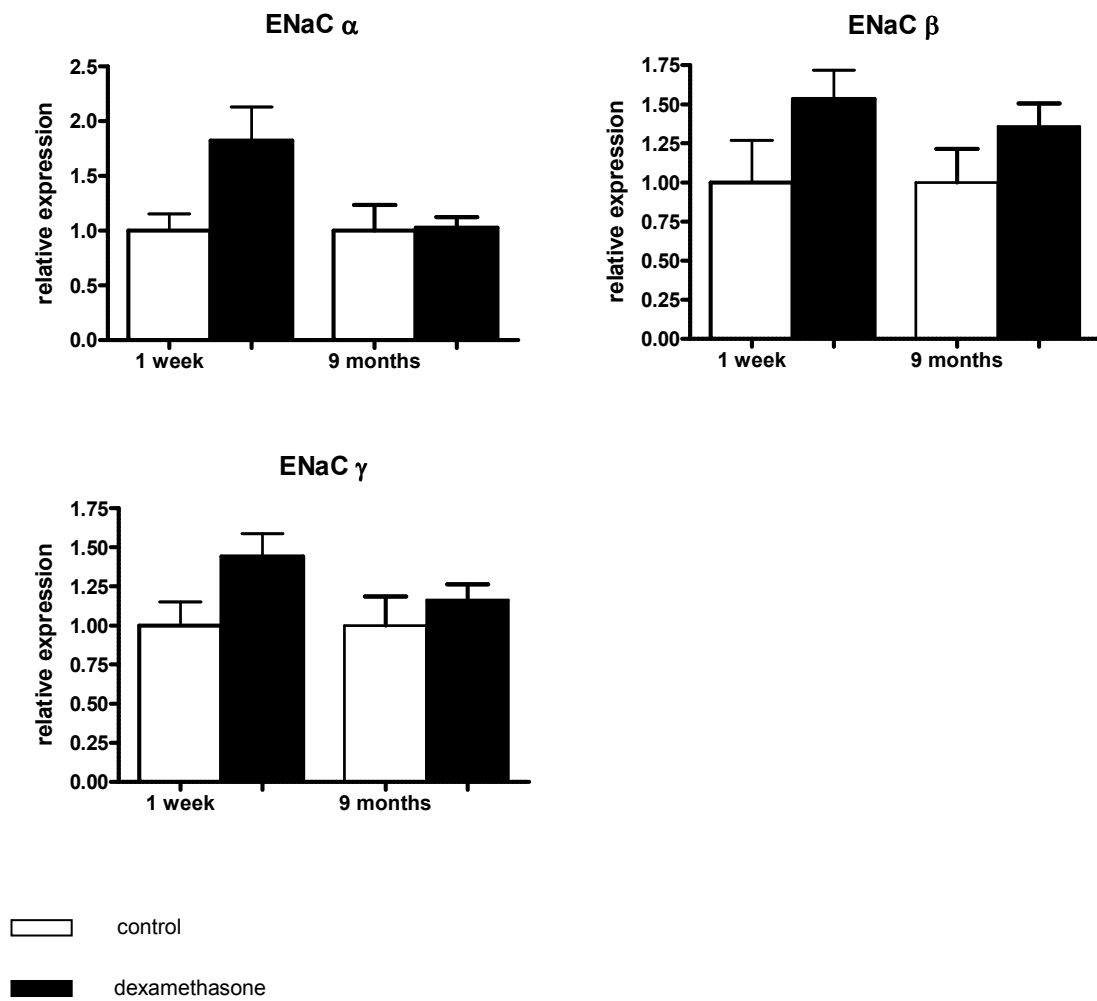 ENaC α
relative expression
2.5
2.0
1.5
1.0
0.5
0.0
1 week 9 months
ENaC β
relative expression
1.75
1.50
1.25
1.00
0.75
0.50
0.25
0.00
1 week 9 months
ENaC γ
relative expression
1.75
1.50
1.25
1.00
0.75
0.50
0.25
0.00
1 week 9 months
control
dexamethasone